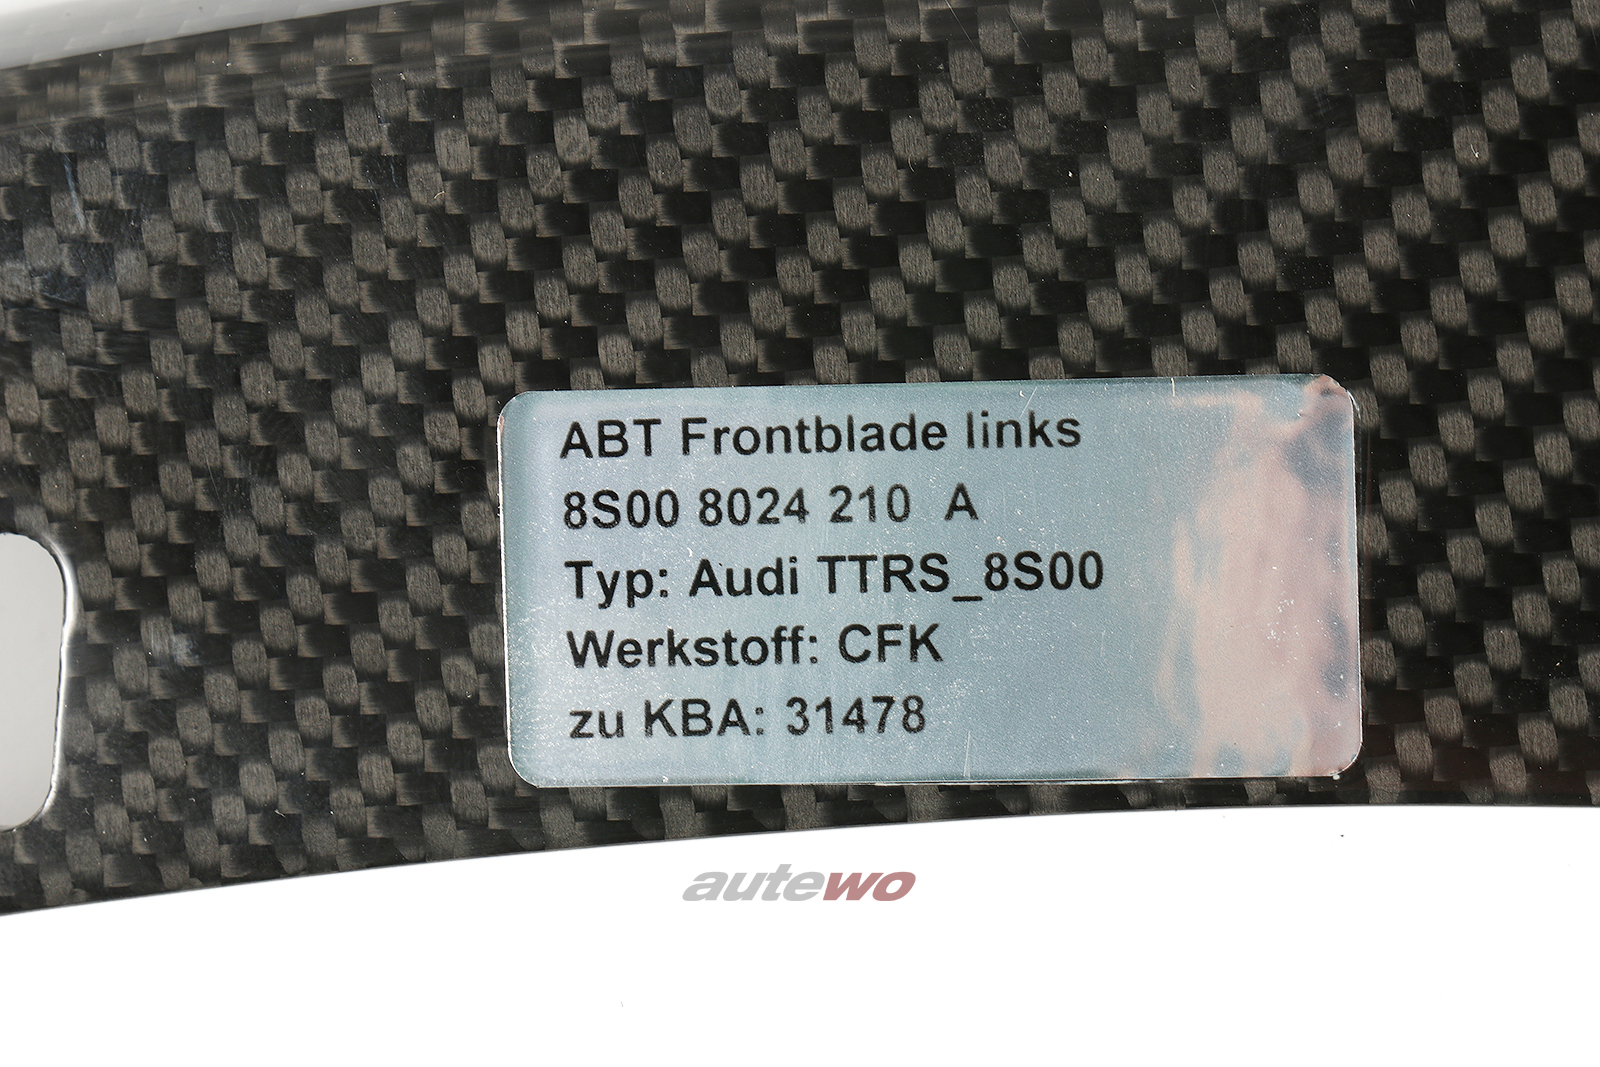 ABT Frontblade links
8S00 8024 210 A
Typ: Audi TTRS_8S00
Werkstoff: CFK
zu KBA: 31478
autewo